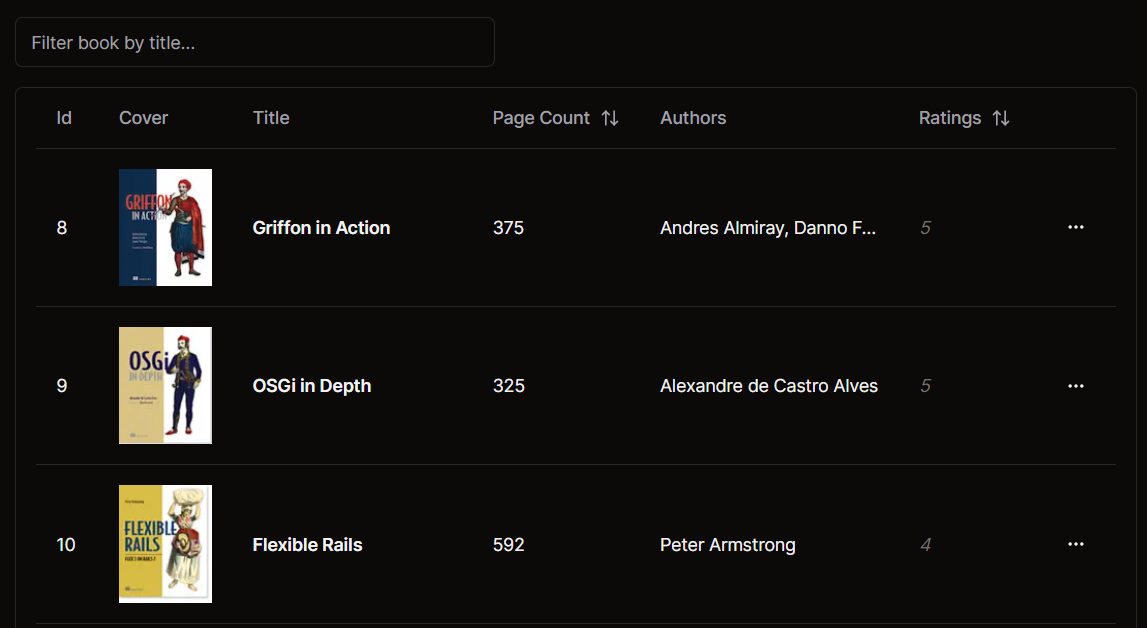 Filter book by title...
Id Cover Title Page Count Authors Ratings
GRIFFON
IN ACTION
8 Griffon in Action 375 Andres Almiray, Danno F... 5 ...
OSGi
IN DEPTH
9 OSGi in Depth 325 Alexandre de Castro Alves 5 ...
FLEXIBLE
RAILS
10 Flexible Rails 592 Peter Armstrong 4 ...